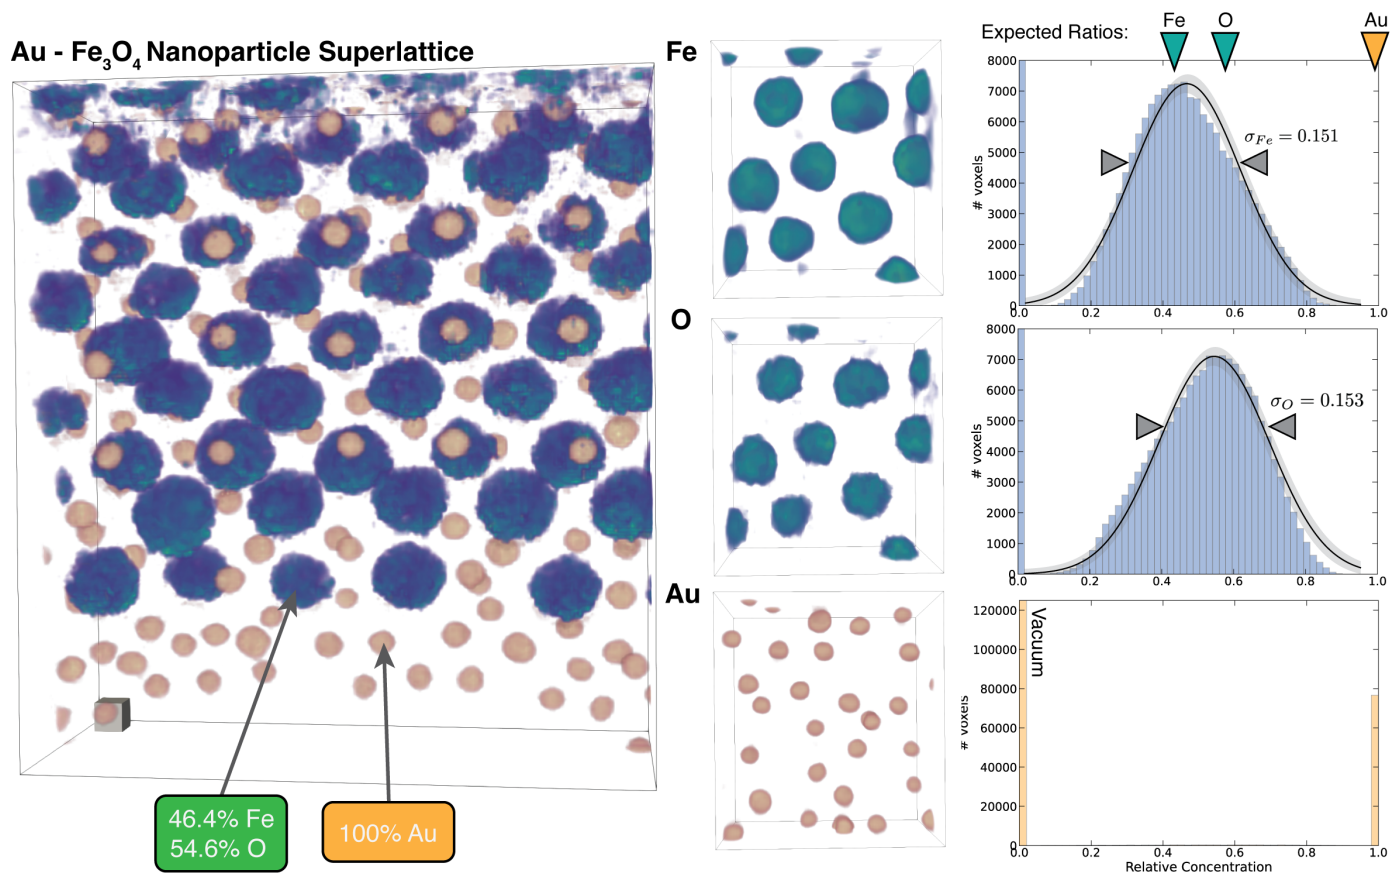 Au - Fe3O4 Nanoparticle Superlattice
46.4% Fe
54.6% O
100% Au
Fe
O
Au
Expected Ratios:
Fe
O
Au
8000
7000
6000
5000
4000
3000
2000
1000
0
# voxels
σFe = 0.151
0.0 0.2 0.4 0.6 0.8 1.0
8000
7000
6000
5000
4000
3000
2000
1000
0
# voxels
σO = 0.153
0.0 0.2 0.4 0.6 0.8 1.0
120000
100000
80000
60000
40000
20000
0
# voxels
Vacuum
0.0 0.2 0.4 0.6 0.8 1.0
Relative Concentration